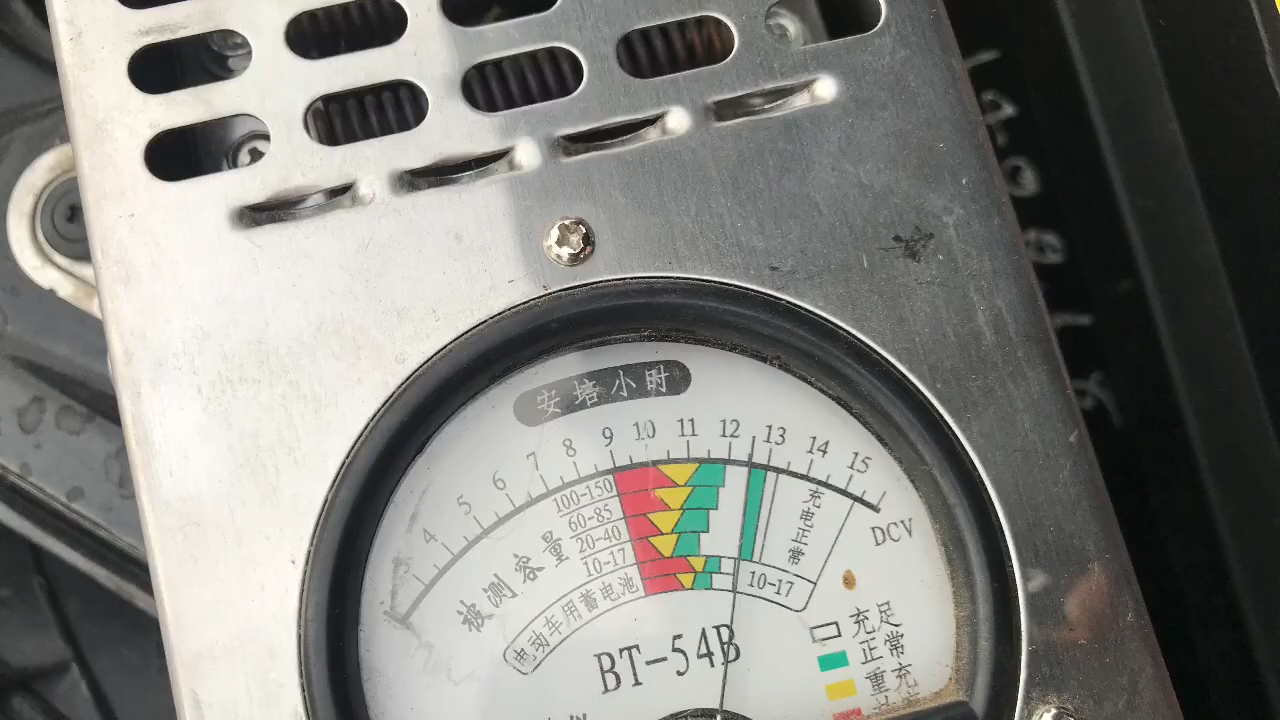 安培小时
3 4 5 6 7 8 9 10 11 12 13 14 15
DCV
100-150
60-85
20-40
10-17
被测容量
电动车用蓄电池
充电正常
10-17
BT-54B
充足
正常
重充